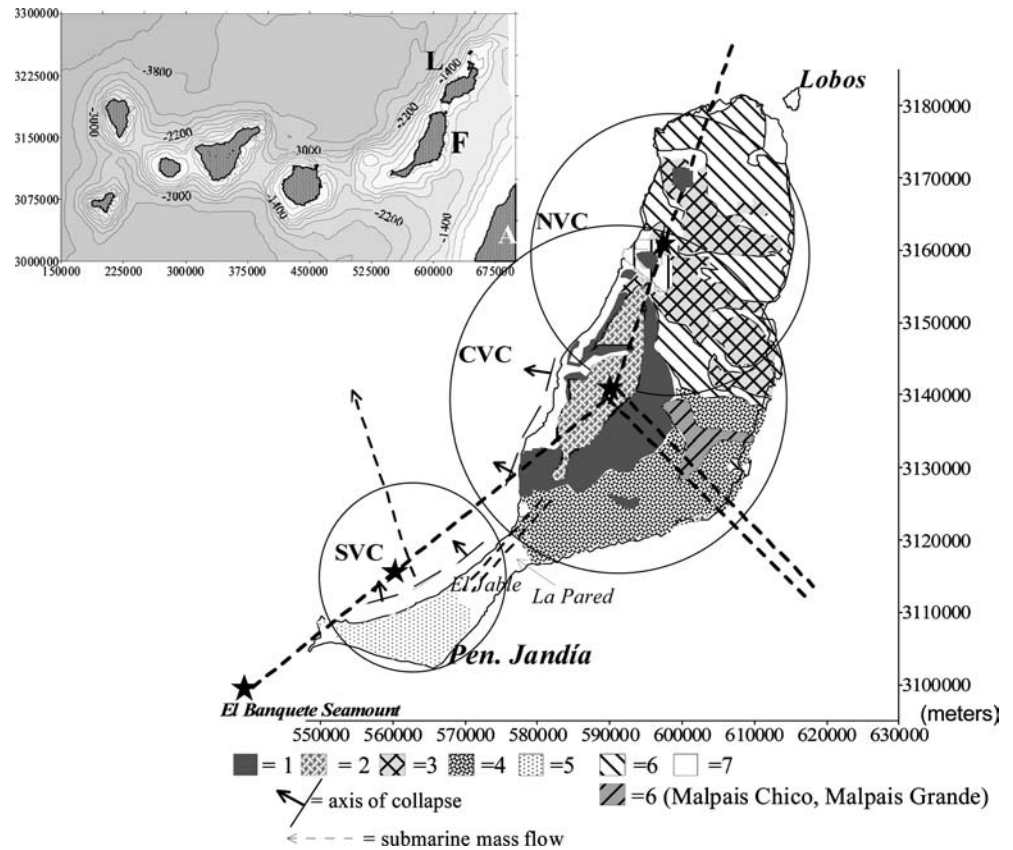 3300000
3225000
3150000
3075000
3000000
150000 225000 300000 375000 450000 525000 600000 675000
-3800
-3000
-2200
-3000
3000
-1400
-2200
-2200
-1400
-1400
L
F
A
Lobos
3180000
3170000
3160000
3150000
3140000
3130000
3120000
3110000
3100000
(meters)
NVC
CVC
SVC
El Jable
La Pared
Pen. Jandía
El Banquete Seamount
550000 560000 570000 580000 590000 600000 610000 620000 630000
= 1 = 2 =3 =4 =5 =6 =7
= axis of collapse =6 (Malpais Chico, Malpais Grande)
= submarine mass flow